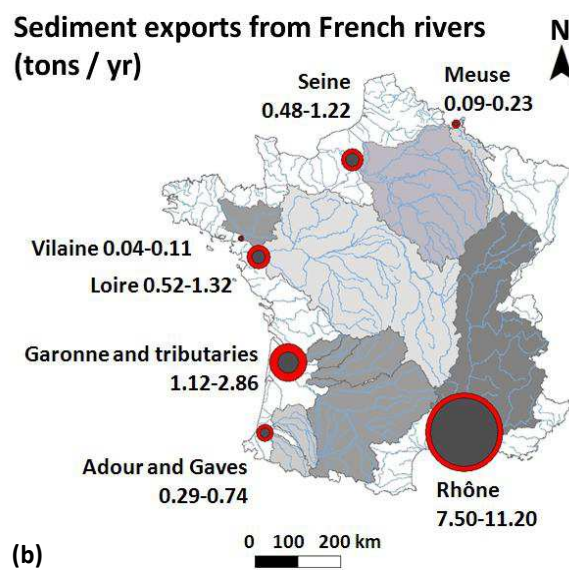 Sediment exports from French rivers
(tons / yr)
N
Seine
0.48-1.22
Meuse
0.09-0.23
Vilaine 0.04-0.11
Loire 0.52-1.32
Garonne and tributaries
1.12-2.86
Adour and Gaves
0.29-0.74
Rhône
7.50-11.20
(b)
0 100 200 km